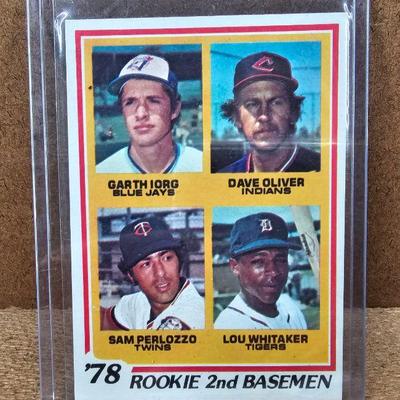 GARTH IORG
BLUE JAYS
DAVE OLIVER
INDIANS
C
D
SAM PERLOZZO
TWINS
LOU WHITAKER
TIGERS
'78 ROOKIE 2nd BASEMEN